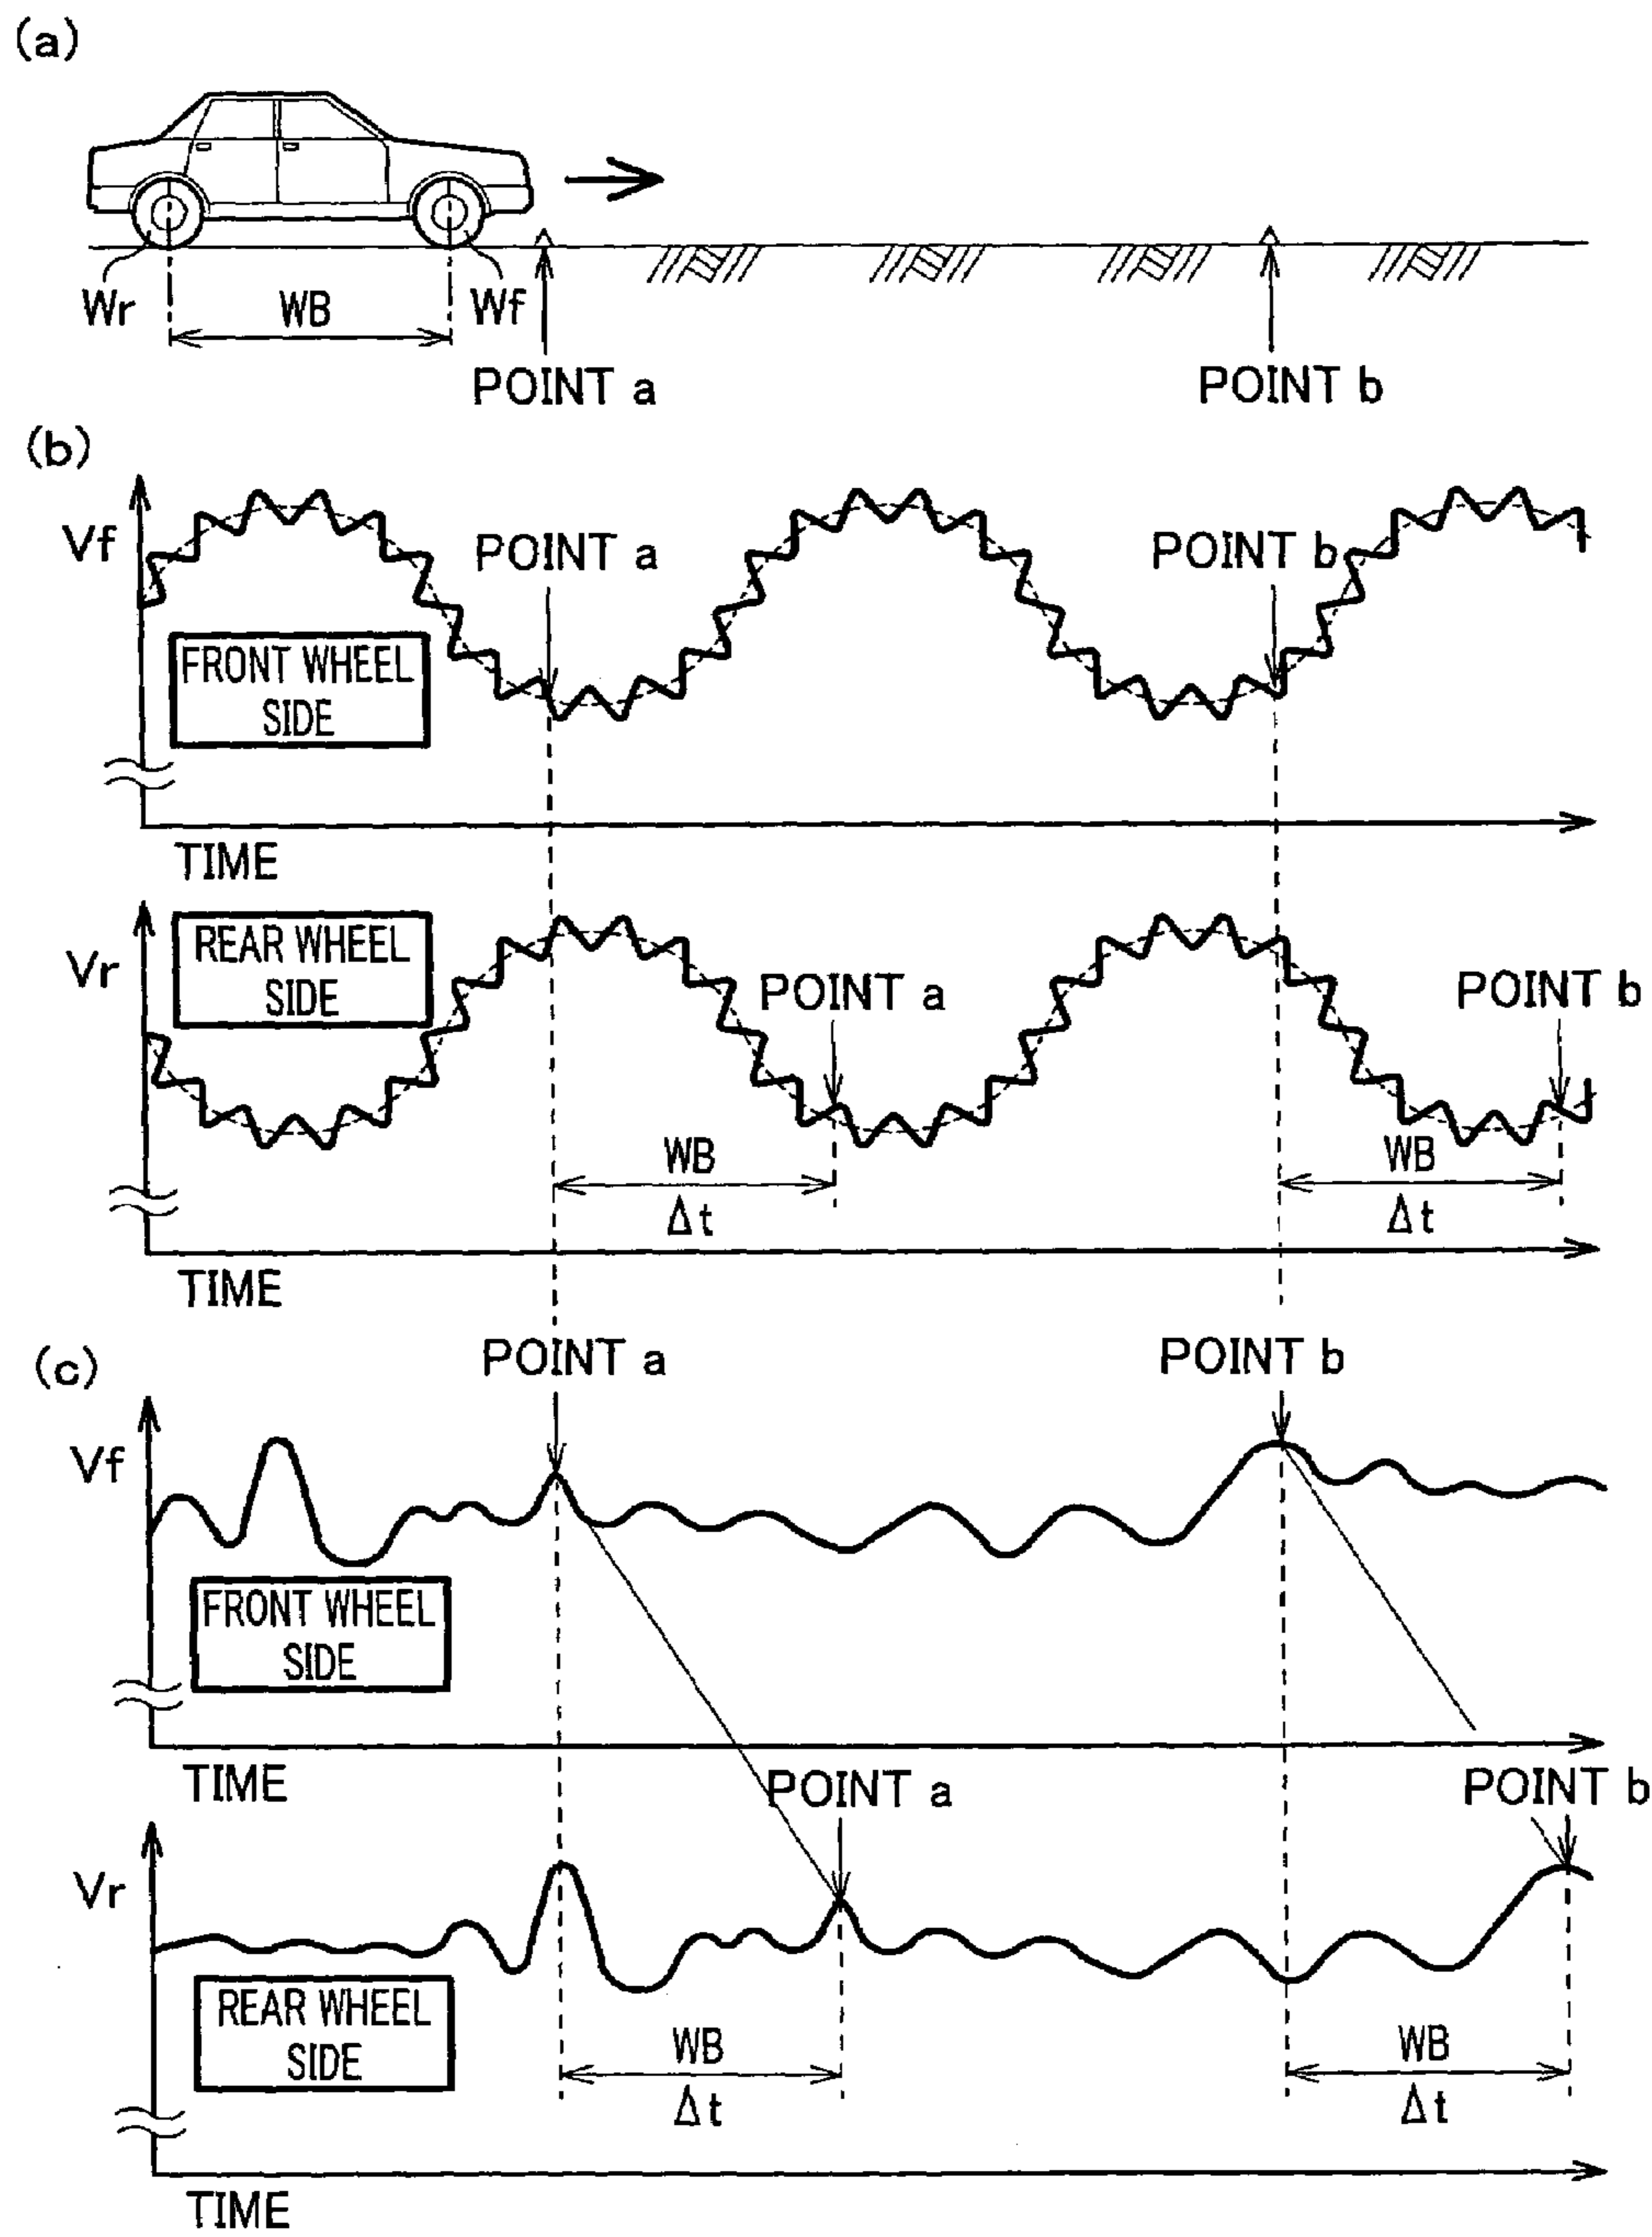 (a)
Wr
WB
Wf
POINT a
POINT b
(b)
Vf
POINT a
POINT b
FRONT WHEEL
SIDE
TIME
REAR WHEEL
SIDE
Vr
POINT a
POINT b
WB
Δt
WB
Δt
TIME
(c)
POINT a
POINT b
Vf
FRONT WHEEL
SIDE
TIME
POINT a
POINT b
Vr
REAR WHEEL
SIDE
WB
Δt
WB
Δt
TIME